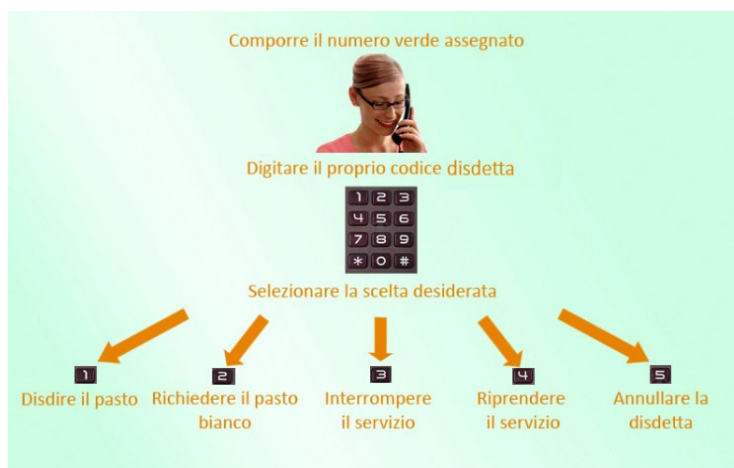 Comporre il numero verde assegnato
Digitare il proprio codice disdetta
1 2 3
4 5 6
7 8 9
* 0 #
Selezionare la scelta desiderata
1
Disdire il pasto
2
Richiedere il pasto
bianco
3
Interrompere
il servizio
4
Riprendere
il servizio
5
Annullare la
disdetta